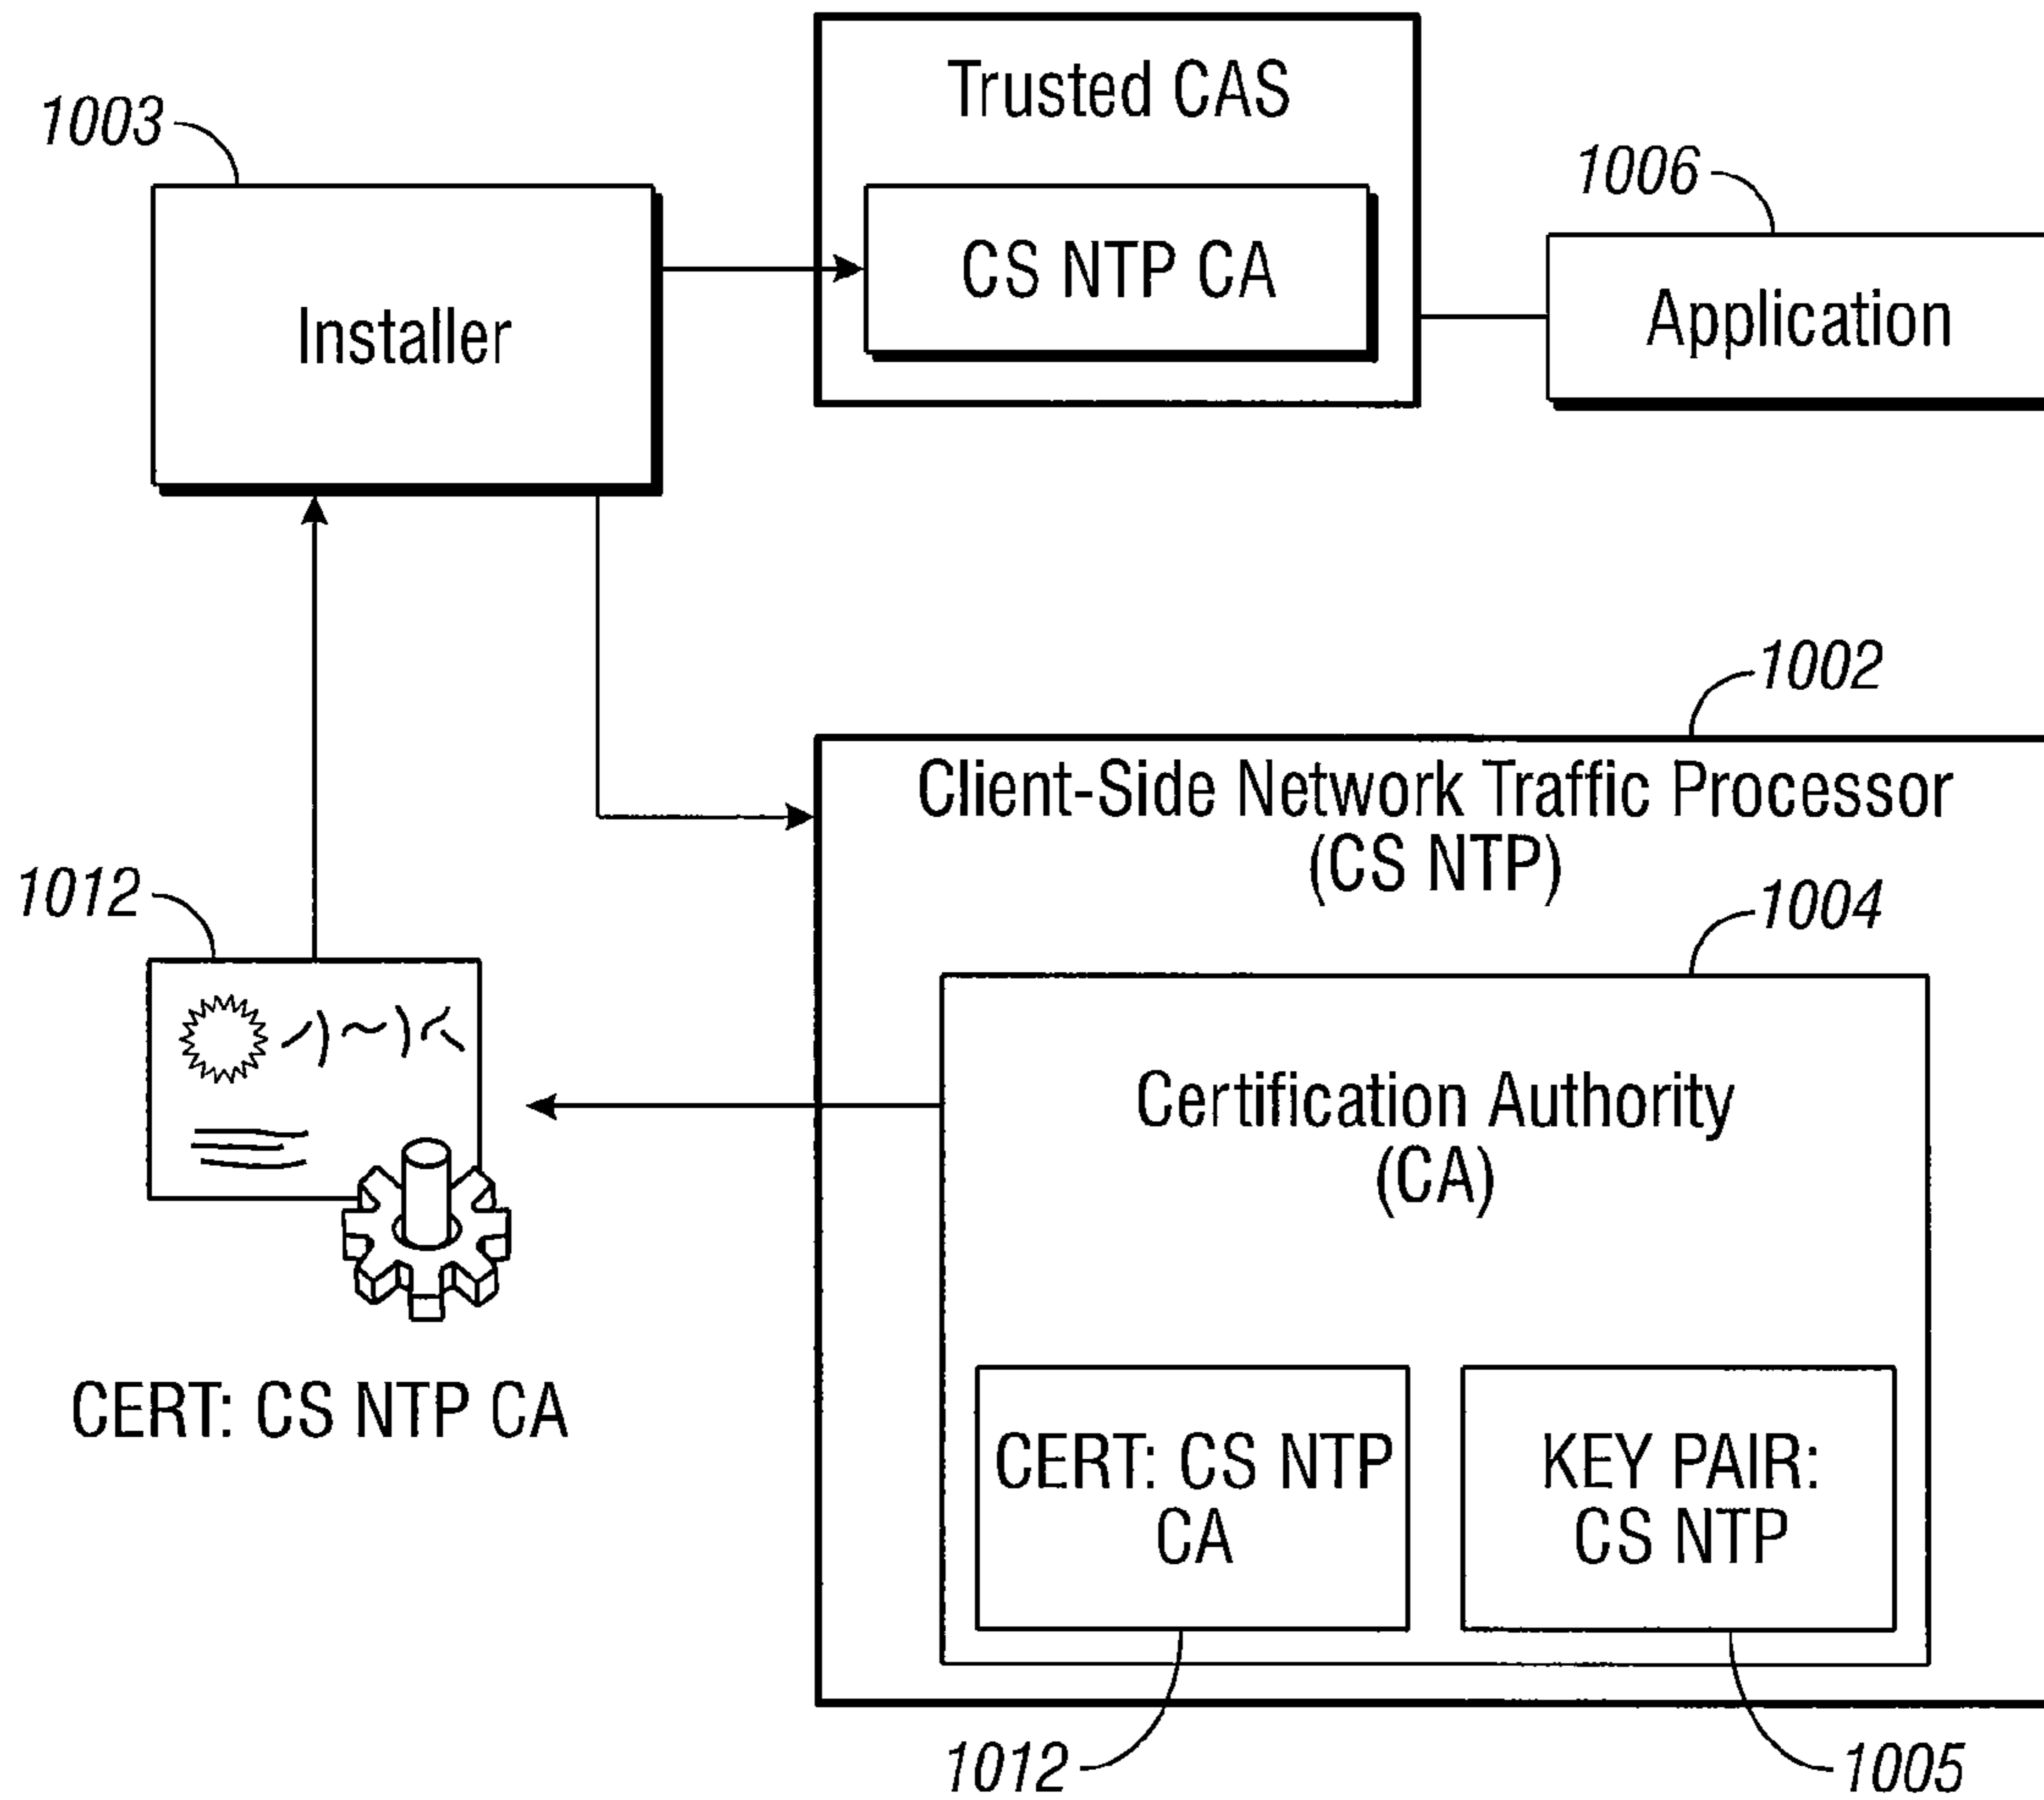 Trusted CAS
1003
1006
CS NTP CA
Installer
Application
1002
Client-Side Network Traffic Processor
(CS NTP)
1012
1004
Certification Authority
(CA)
CERT: CS NTP CA
CERT: CS NTP
CA
KEY PAIR:
CS NTP
1012
1005